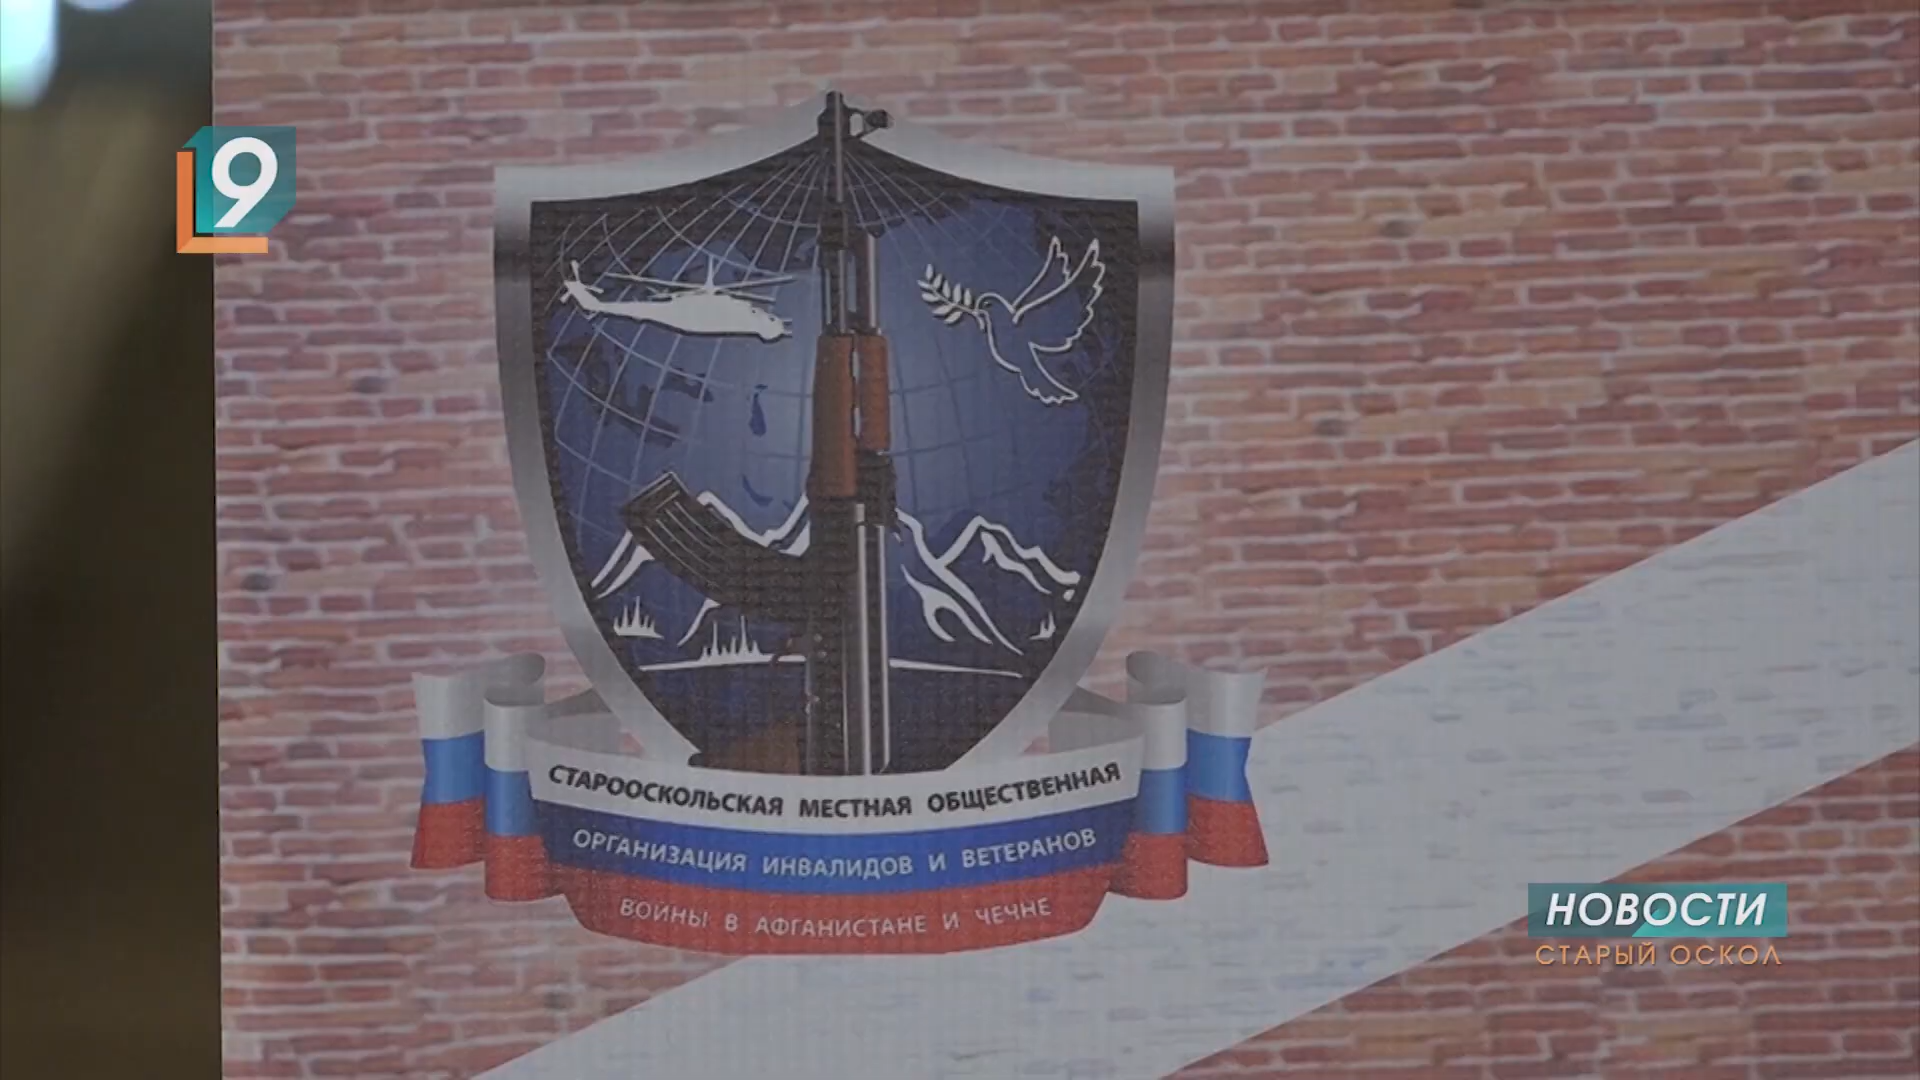 9
СТАРООСКОЛЬСКАЯ МЕСТНАЯ ОБЩЕСТВЕННАЯ
ОРГАНИЗАЦИЯ ИНВАЛИДОВ И ВЕТЕРАНОВ
ВОЙНЫ В АФГАНИСТАНЕ И ЧЕЧНЕ
НОВОСТИ
СТАРЫЙ ОСКОЛ